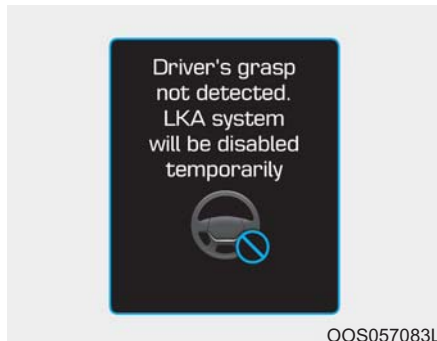 Driver's grasp
not detected.
LKA system
will be disabled
temporarily
OOS057083L